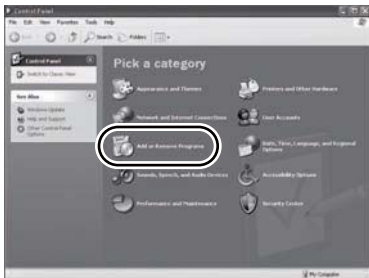 Control Panel
File Edit View Favorites Tools Help
Search Folders
Control Panel
Switch to Classic View
See Also
Windows Update
Help and Support
Other Control Panel Options
Pick a category
Appearance and Themes
Printers and Other Hardware
Network and Internet Connections
User Accounts
Add or Remove Programs
Date, Time, Language, and Regional Options
Sounds, Speech, and Audio Devices
Accessibility Options
Performance and Maintenance
Security Center
My Computer